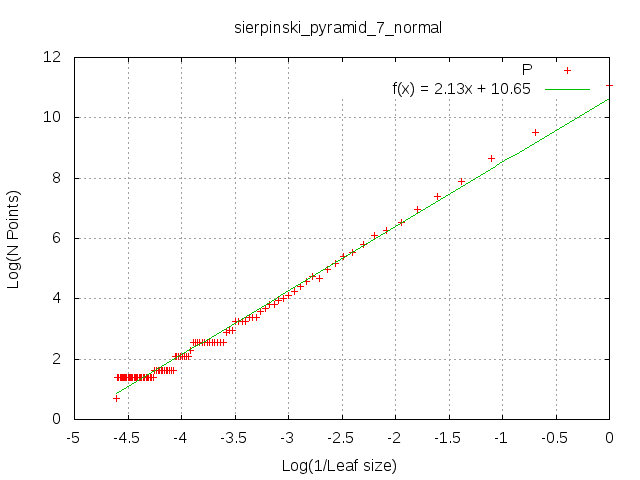 sierpinski_pyramid_7_normal
12
10
8
6
4
2
0
-5 -4.5 -4 -3.5 -3 -2.5 -2 -1.5 -1 -0.5 0
P
f(x) = 2.13x + 10.65
Log(N Points)
Log(1/Leaf size)